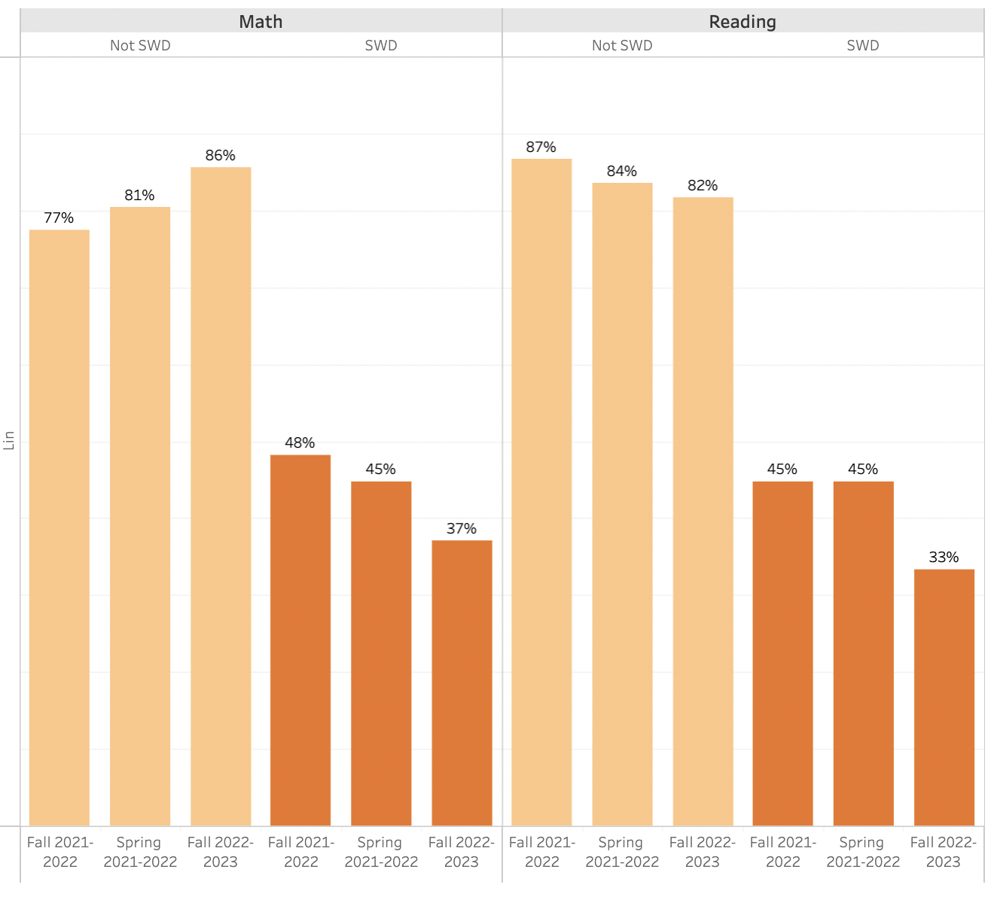 Math
Reading
Not SWD
SWD
Not SWD
SWD
87%
86%
84%
82%
81%
77%
48%
45%
45%
45%
37%
33%
Lin
Fall 2021-
2022
Spring
2021-2022
Fall 2022-
2023
Fall 2021-
2022
Spring
2021-2022
Fall 2022-
2023
Fall 2021-
2022
Spring
2021-2022
Fall 2022-
2023
Fall 2021-
2022
Spring
2021-2022
Fall 2022-
2023